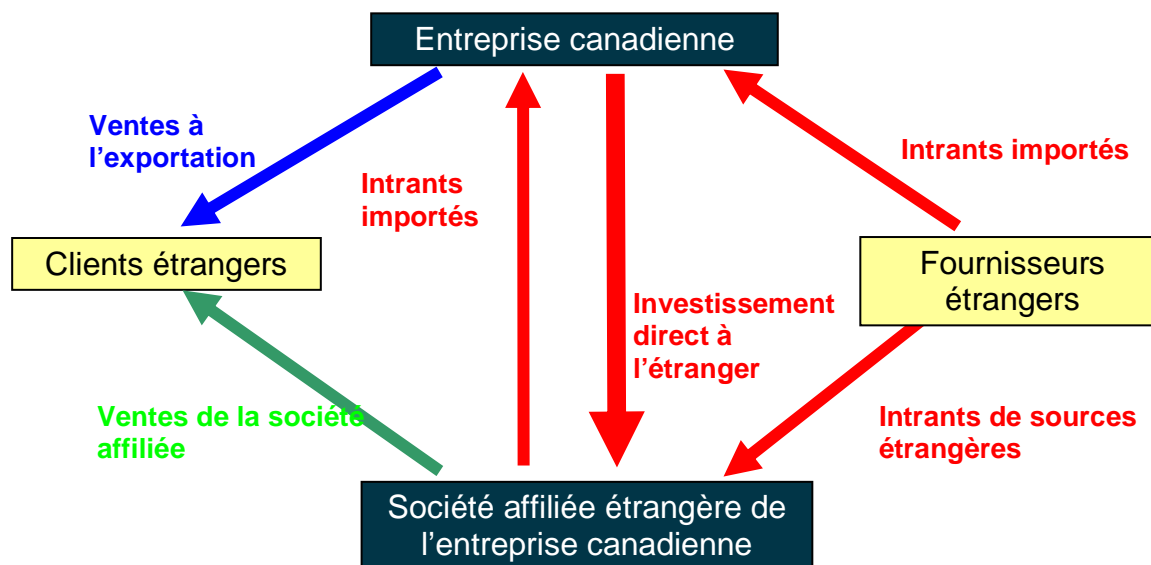 Entreprise canadienne
Ventes à
l’exportation
Intrants importés
Intrants
importés
Clients étrangers
Fournisseurs
étrangers
Investissement
direct à
l’étranger
Ventes de la société
affiliée
Intrants de sources
étrangères
Société affiliée étrangère de
l’entreprise canadienne